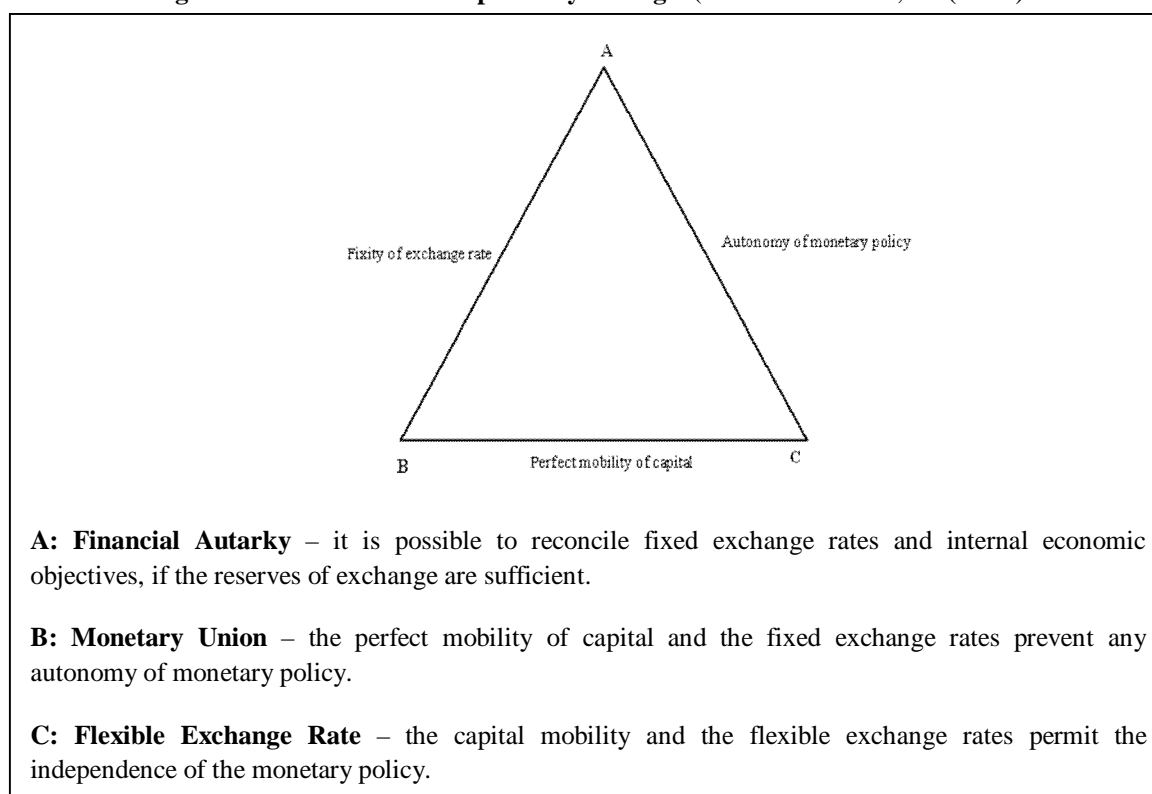 A
Fixity of exchange rate
Autonomy of monetary policy
B
Perfect mobility of capital
C
A: Financial Autarky – it is possible to reconcile fixed exchange rates and internal economic
objectives, if the reserves of exchange are sufficient.
B: Monetary Union – the perfect mobility of capital and the fixed exchange rates prevent any
autonomy of monetary policy.
C: Flexible Exchange Rate – the capital mobility and the flexible exchange rates permit the
independence of the monetary policy.